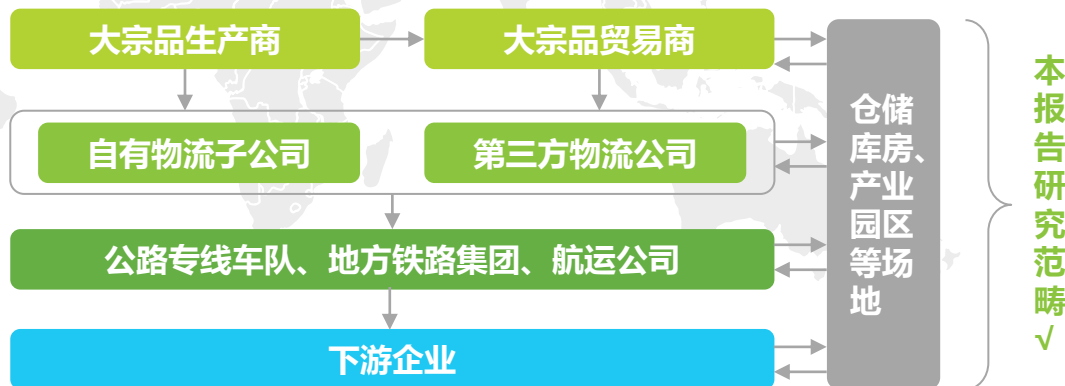 大宗品生产商
大宗品贸易商
自有物流子公司
第三方物流公司
公路专线车队、地方铁路集团、航运公司
下游企业
仓储
库房、
产业
园区
等场
地
本
报
告
研
究
范
畴
√